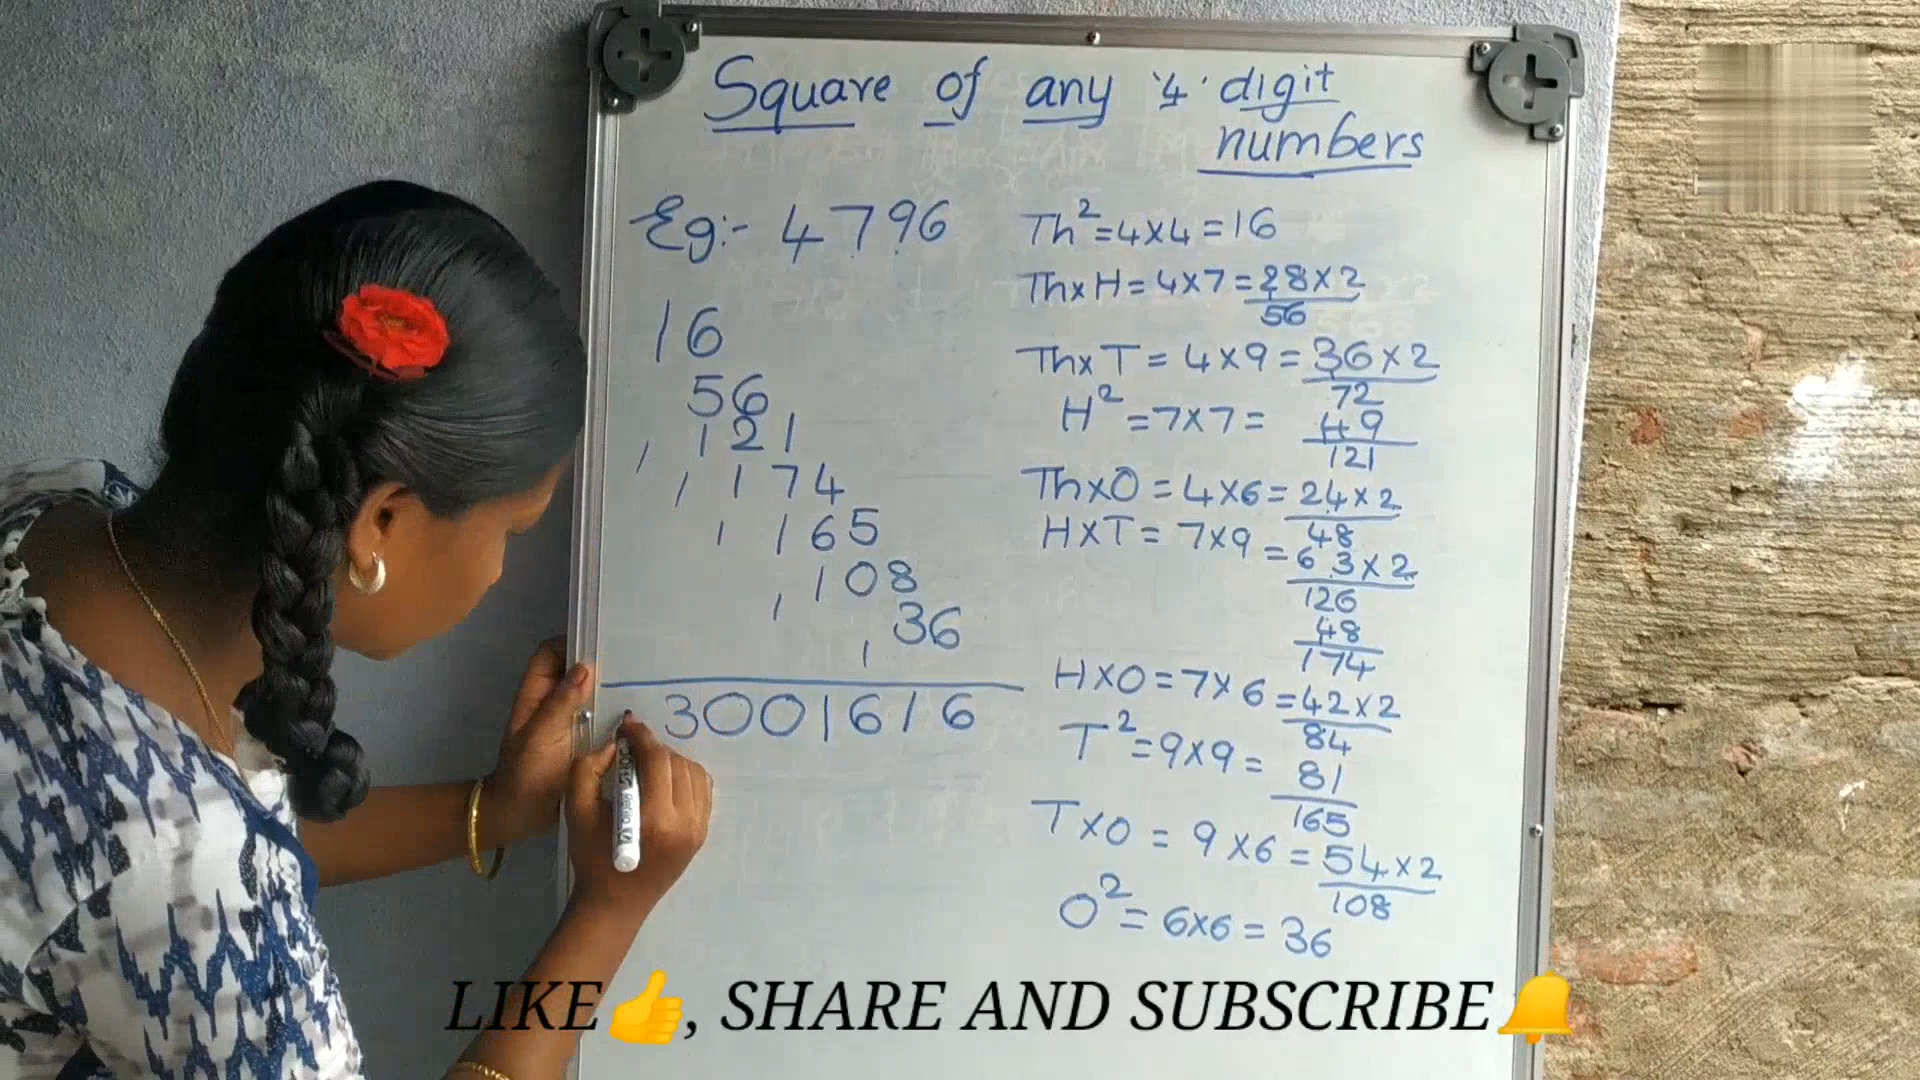 Square of any '4' digit
numbers
Eg:- 4796
16
56
121
1174
165
108
36
3001616
Th²=4x4=16
ThxH=4x7=28x2
56
ThxT=4x9=36x2
72
H²=7x7=49
121
ThxO=4x6=24x2
48
HxT=7x9=63x2
126
48
174
HxO=7x6=42x2
84
T²=9x9=81
165
TxO=9x6=54x2
108
O²=6x6=36
LIKE👍, SHARE AND SUBSCRIBE🔔